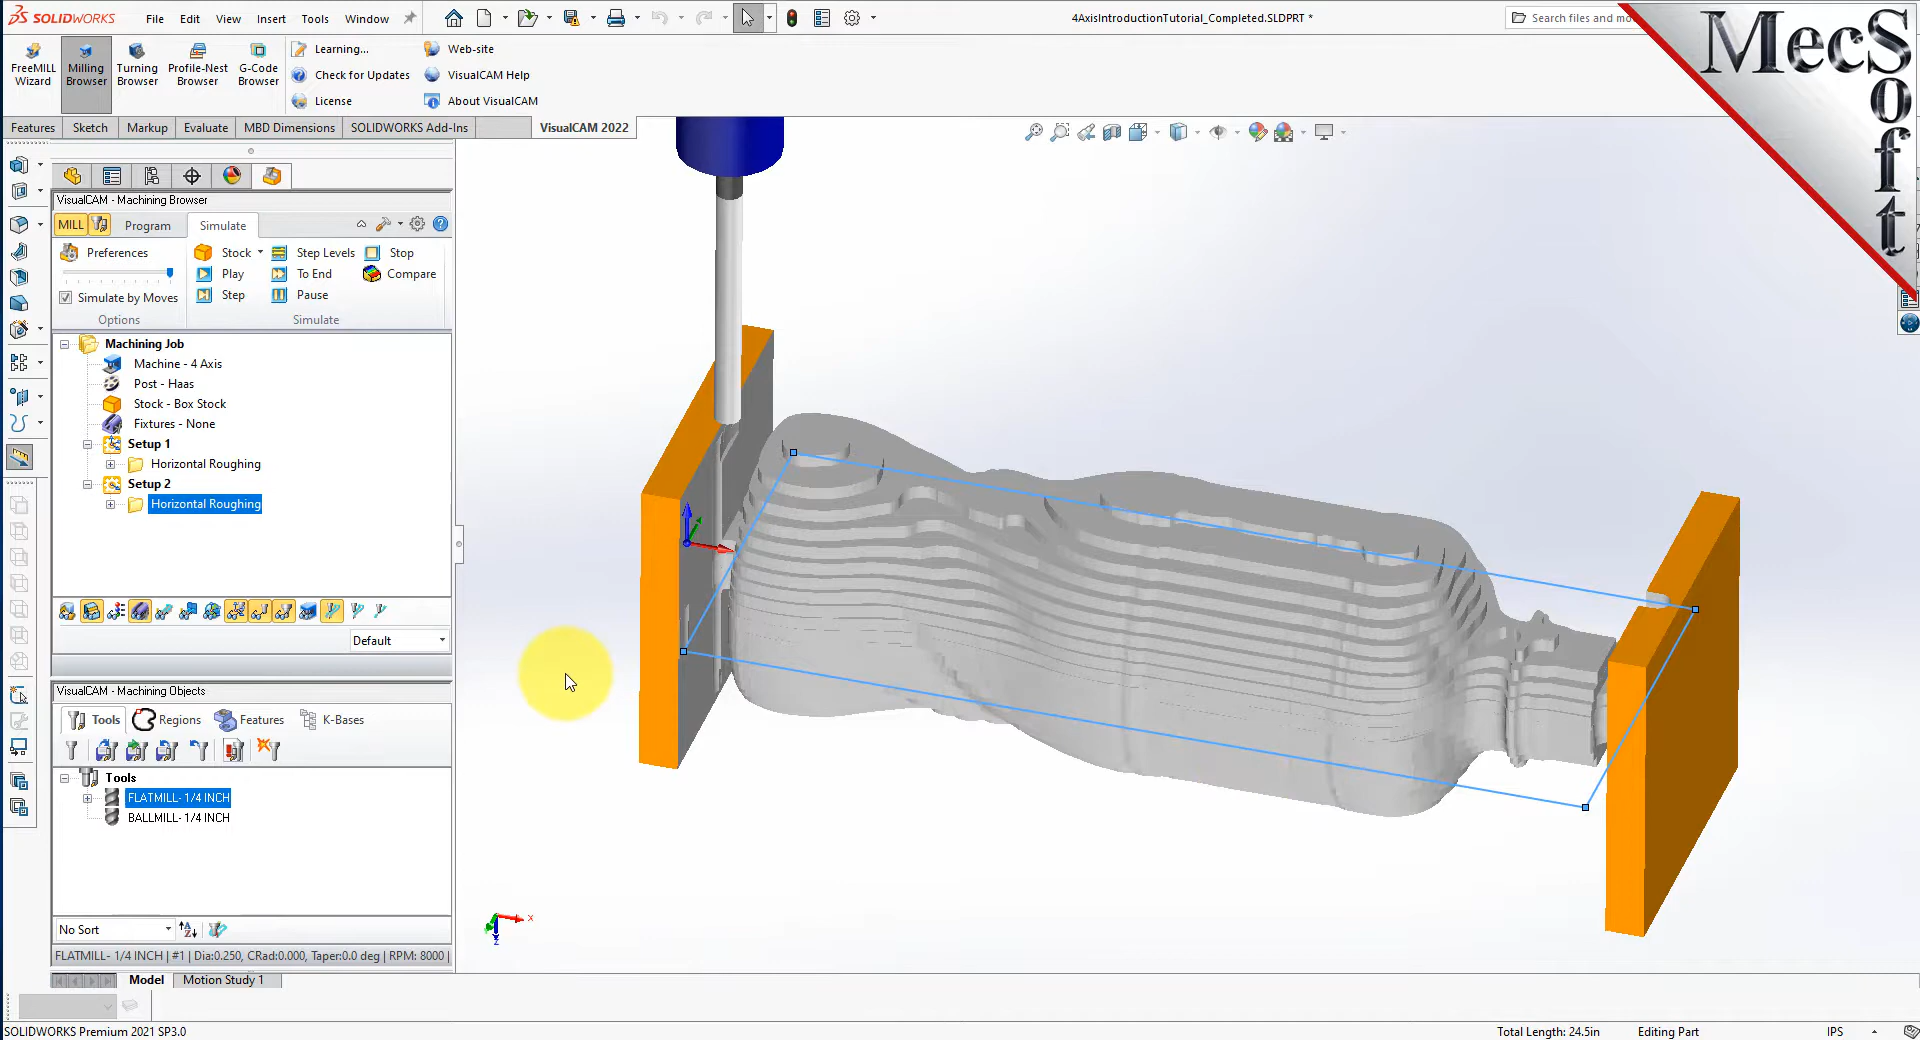 SOLIDWORKS
File
Edit
View
Insert
Tools
Window
4AxisIntroductionTutorial_Completed.SLDPRT *
Search files and mo
MecSoft
FreeMILL Wizard
Milling Browser
Turning Browser
Profile-Nest Browser
G-Code Browser
Learning...
Check for Updates
License
Web-site
VisualCAM Help
About VisualCAM
Features
Sketch
Markup
Evaluate
MBD Dimensions
SOLIDWORKS Add-Ins
VisualCAM 2022
VisualCAM - Machining Browser
MILL
Program
Simulate
Preferences
Simulate by Moves
Options
Stock
Play
Step
Step Levels
To End
Pause
Stop
Compare
Simulate
Machining Job
Machine - 4 Axis
Post - Haas
Stock - Box Stock
Fixtures - None
Setup 1
Horizontal Roughing
Setup 2
Horizontal Roughing
Default
VisualCAM - Machining Objects
Tools
Regions
Features
K-Bases
Tools
FLATMILL- 1/4 INCH
BALLMILL- 1/4 INCH
No Sort
FLATMILL- 1/4 INCH | #1 | Dia:0.250, CRad:0.000, Taper:0.0 deg | RPM: 8000 |
x
z
Model
Motion Study 1
SOLIDWORKS Premium 2021 SP3.0
Total Length: 24.5in
Editing Part
IPS